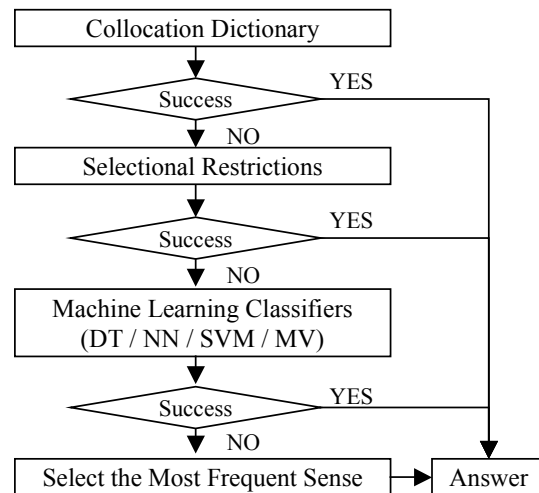 Collocation Dictionary
YES
Success
NO
Selectional Restrictions
YES
Success
NO
Machine Learning Classifiers
(DT / NN / SVM / MV)
YES
Success
NO
Select the Most Frequent Sense
Answer